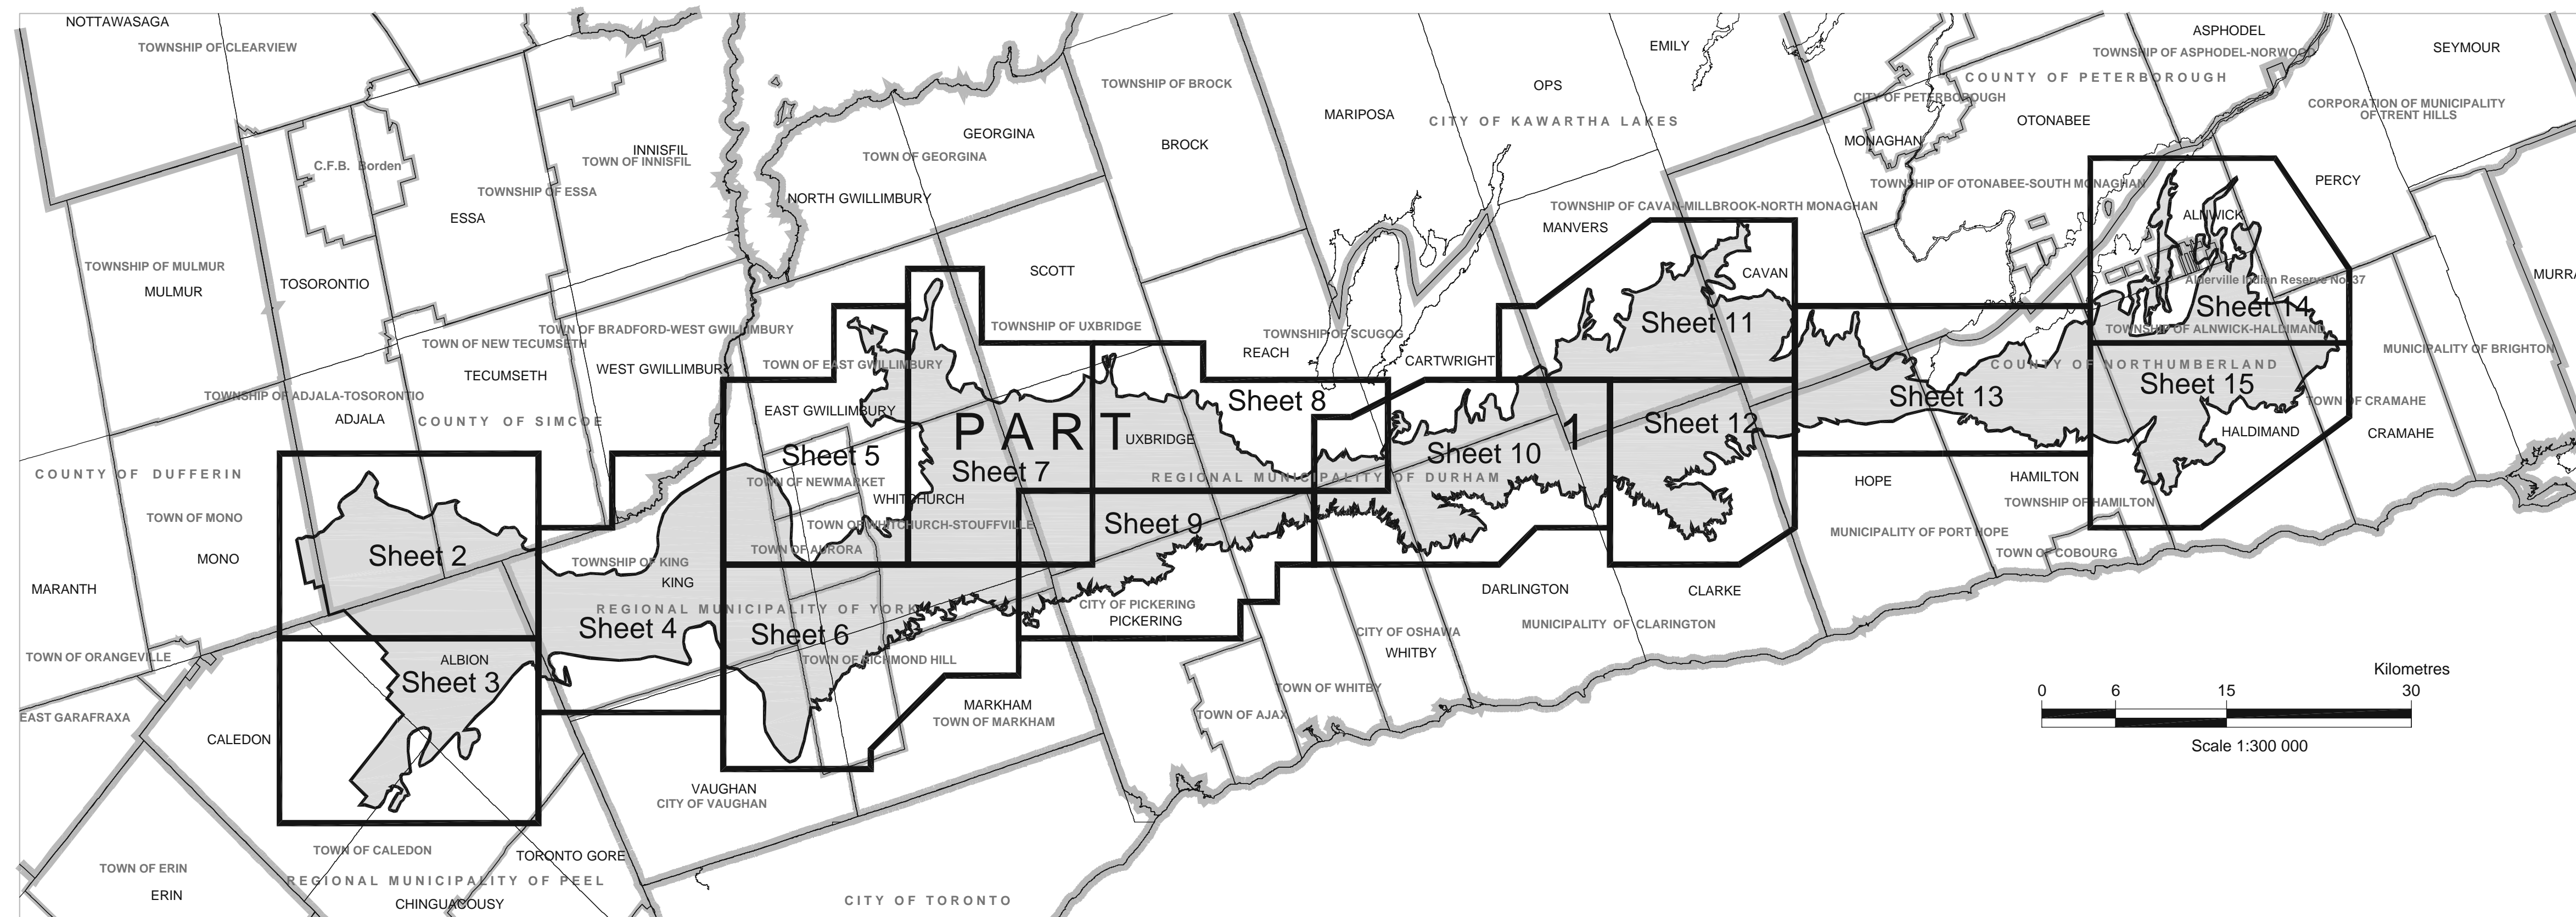 NOTTAWASAGA
TOWNSHIP OF CLEARVIEW
ASPHODEL
TOWNSHIP OF ASPHODEL-NORWOOD
SEYMOUR
EMILY
COUNTY OF PETERBOROUGH
TOWNSHIP OF BROCK
OPS
CITY OF PETERBOROUGH
CORPORATION OF MUNICIPALITY
OF TRENT HILLS
MARIPOSA
CITY OF KAWARTHA LAKES
OTONABEE
GEORGINA
BROCK
MONAGHAN
INNISFIL
TOWN OF INNISFIL
TOWN OF GEORGINA
C.F.B. Borden
TOWNSHIP OF ESSA
NORTH GWILLIMBURY
TOWNSHIP OF OTONABEE-SOUTH MONAGHAN
PERCY
ESSA
TOWNSHIP OF CAVAN-MILLBROOK-NORTH MONAGHAN
ALNWICK
MANVERS
TOWNSHIP OF MULMUR
MULMUR
TOSORONTIO
SCOTT
CAVAN
Alderville Indian Reserve No. 37
MURRA
Sheet 14
TOWN OF BRADFORD-WEST GWILLIMBURY
TOWNSHIP OF UXBRIDGE
TOWNSHIP OF SCUGOG
Sheet 11
TOWNSHIP OF ALNWICK-HALDIMAND
TOWN OF NEW TECUMSETH
REACH
MUNICIPALITY OF BRIGHTON
TECUMSETH
WEST GWILLIMBURY
TOWN OF EAST GWILLIMBURY
CARTWRIGHT
COUNTY OF NORTHUMBERLAND
Sheet 15
TOWNSHIP OF ADJALA-TOSORONTIO
ADJALA
COUNTY OF SIMCOE
EAST GWILLIMBURY
Sheet 8
Sheet 13
TOWN OF CRAMAHE
PART 1
UXBRIDGE
Sheet 12
HALDIMAND
CRAMAHE
Sheet 5
Sheet 7
Sheet 10
COUNTY OF DUFFERIN
TOWN OF NEWMARKET
REGIONAL MUNICIPALITY OF DURHAM
HOPE
HAMILTON
WHITCHURCH
TOWNSHIP OF HAMILTON
TOWN OF MONO
TOWN OF WHITCHURCH-STOUFFVILLE
Sheet 9
MUNICIPALITY OF PORT HOPE
MONO
Sheet 2
TOWN OF AURORA
TOWN OF COBOURG
TOWNSHIP OF KING
KING
MARANTH
DARLINGTON
CLARKE
REGIONAL MUNICIPALITY OF YORK
CITY OF PICKERING
PICKERING
Sheet 4
Sheet 6
CITY OF OSHAWA
MUNICIPALITY OF CLARINGTON
TOWN OF ORANGEVILLE
ALBION
TOWN OF RICHMOND HILL
WHITBY
Sheet 3
TOWN OF WHITBY
Kilometres
0 6 15 30
EAST GARAFRAXA
MARKHAM
TOWN OF MARKHAM
TOWN OF AJAX
CALEDON
Scale 1:300 000
VAUGHAN
CITY OF VAUGHAN
TOWN OF CALEDON
TORONTO GORE
TOWN OF ERIN
REGIONAL MUNICIPALITY OF PEEL
ERIN
CHINGUACOUSY
CITY OF TORONTO